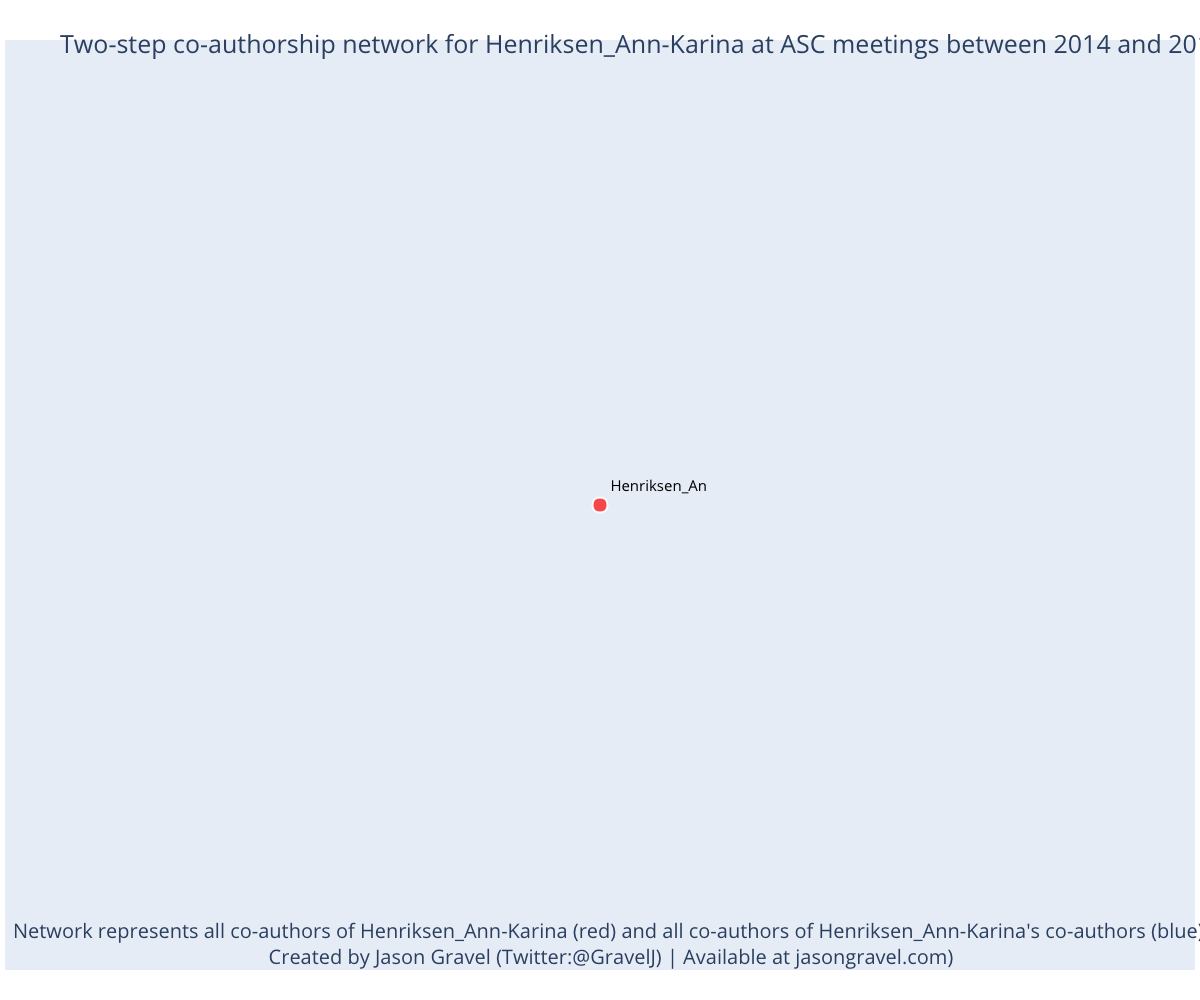 Two-step co-authorship network for Henriksen_Ann-Karina at ASC meetings between 2014 and 20
Henriksen_An
Network represents all co-authors of Henriksen_Ann-Karina (red) and all co-authors of Henriksen_Ann-Karina's co-authors (blue)
Created by Jason Gravel (Twitter:@GravelJ) | Available at jasongravel.com)